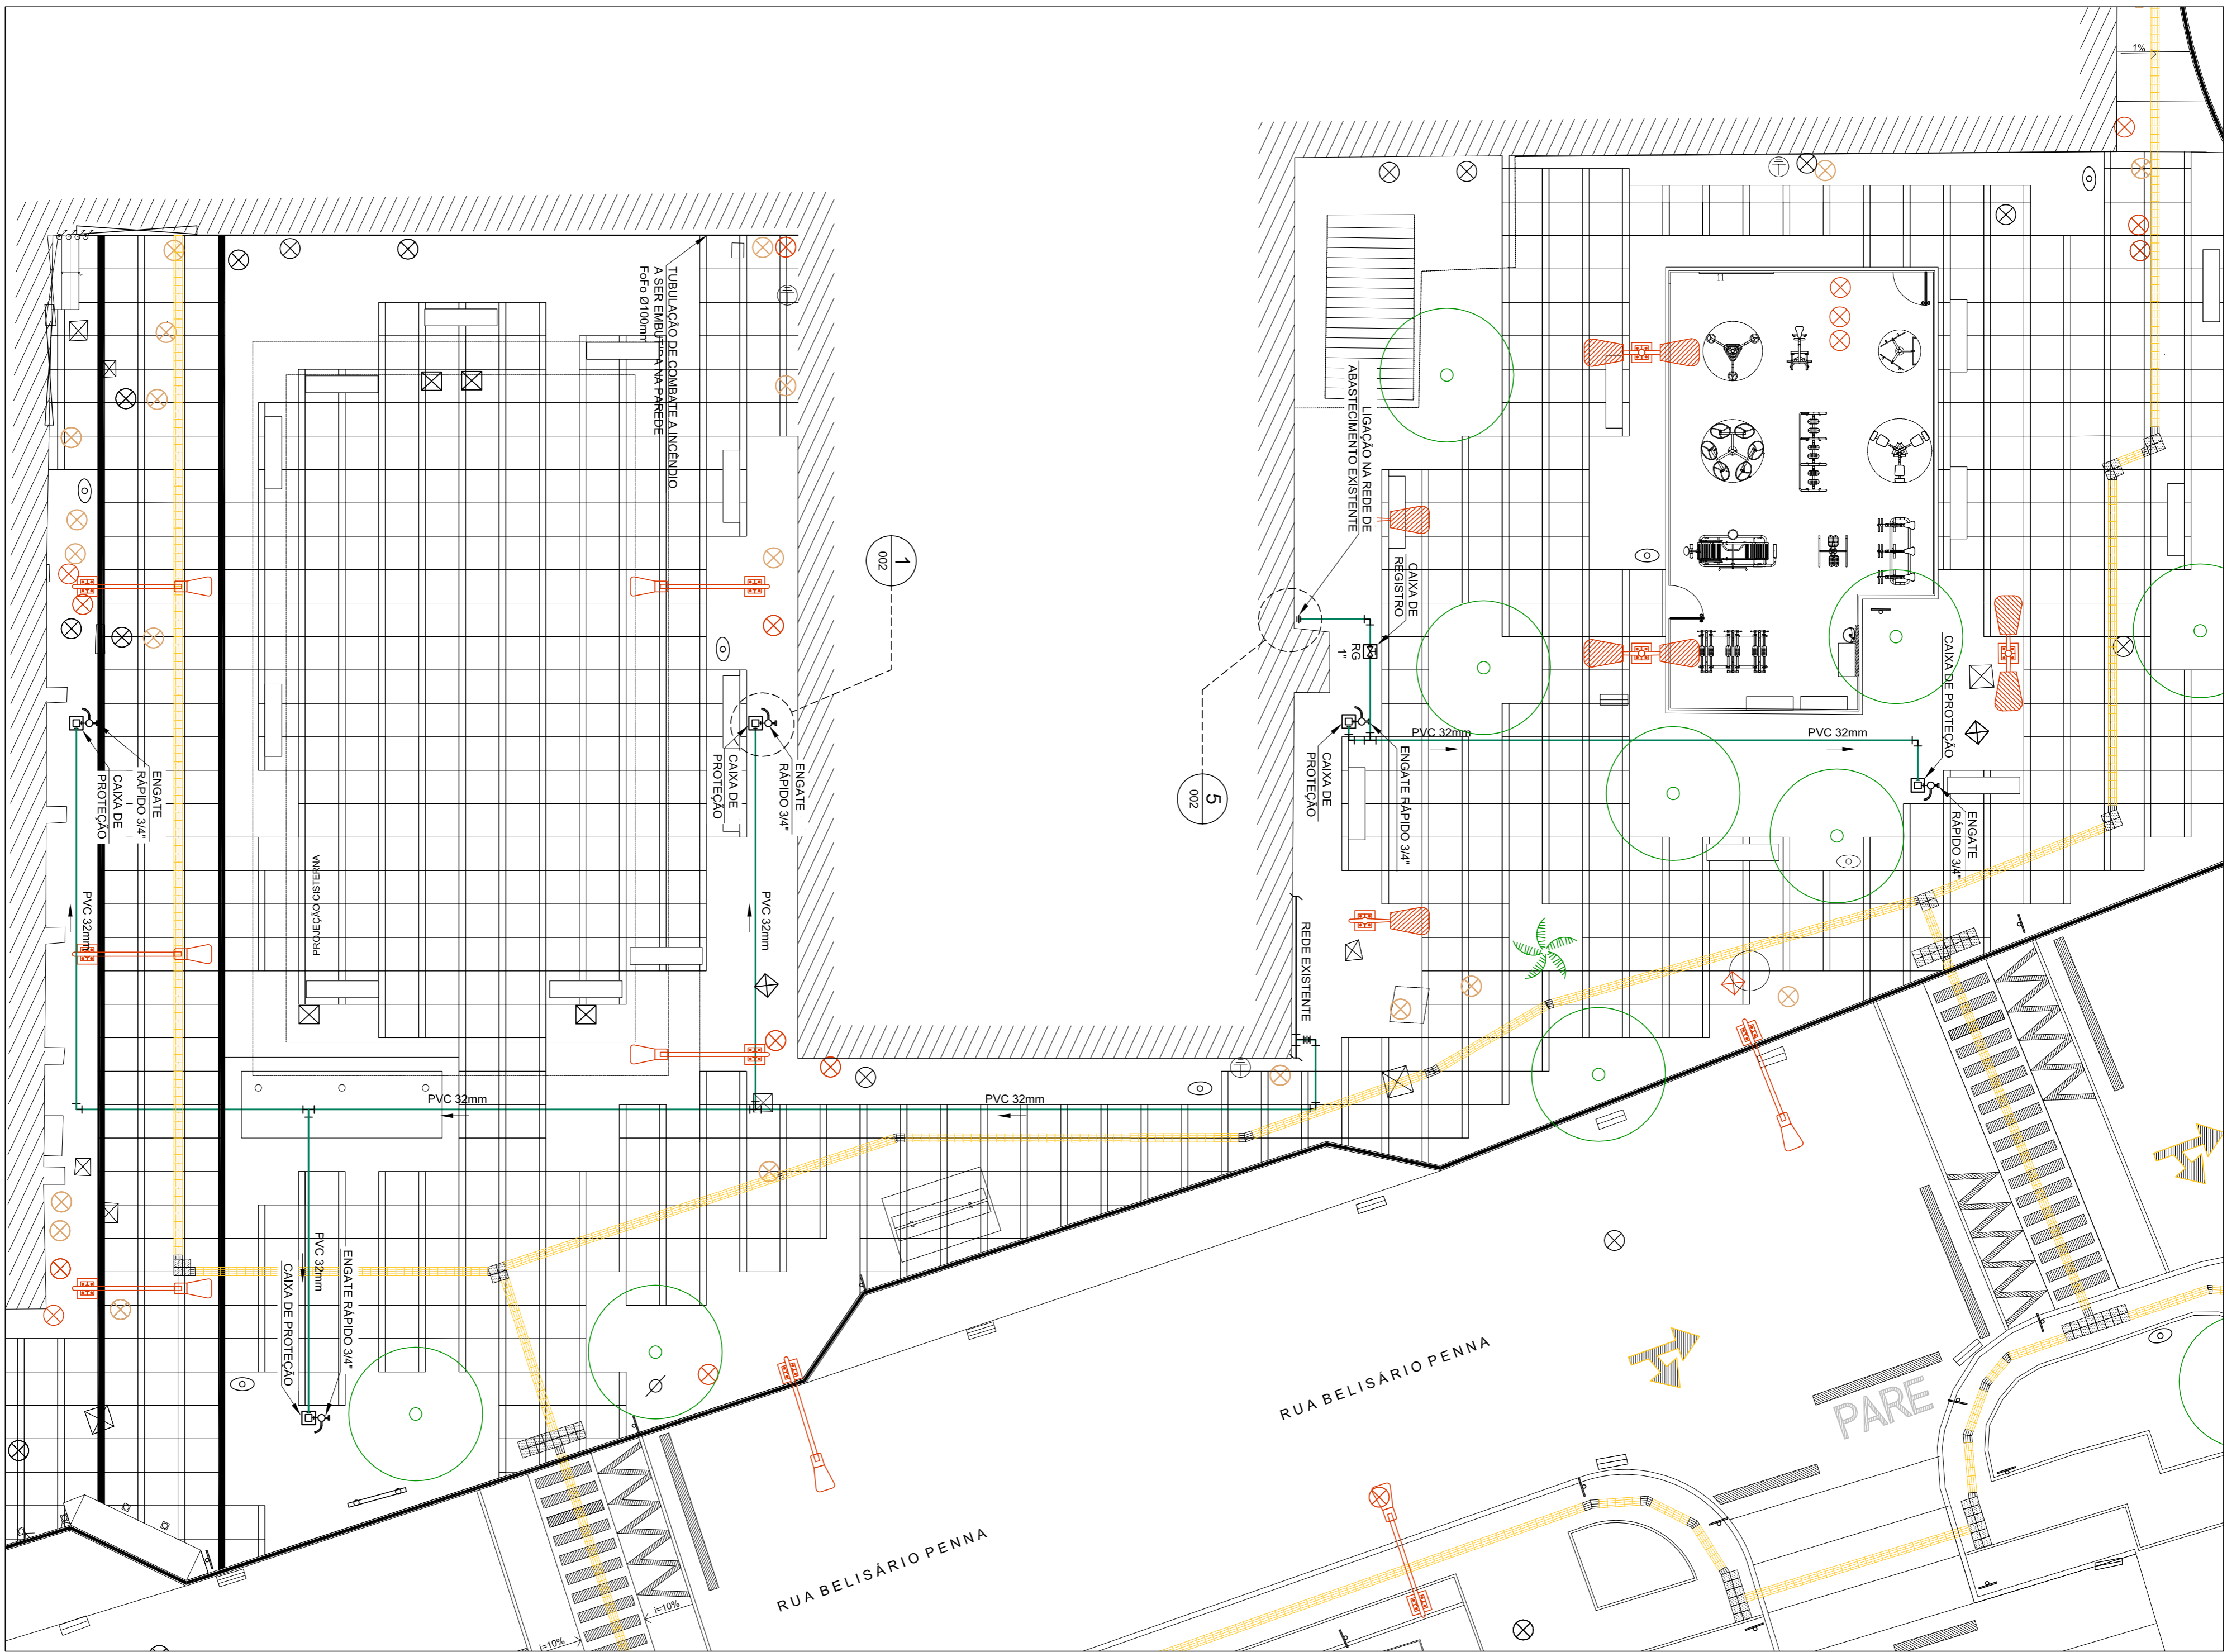 1%
TUBULAÇÃO DE COMBATE A INCÊNDIO
A SER EMBUTIDA NA PAREDE
FoFo Ø100mm
11
LIGAÇÃO NA REDE DE
ABASTECIMENTO EXISTENTE
1
002
CAIXA DE
REGISTRO
RG
1"
CAIXA DE PROTEÇÃO
PVC 32mm
PVC 32mm
ENGATE RÁPIDO 3/4"
CAIXA DE
PROTEÇÃO
5
002
ENGATE
RÁPIDO 3/4"
ENGATE
RÁPIDO 3/4"
CAIXA DE
PROTEÇÃO
ENGATE
RÁPIDO 3/4"
CAIXA DE
PROTEÇÃO
PROJEÇÃO CISTERNA
PVC 32mm
PVC 32mm
REDE EXISTENTE
PVC 32mm
PVC 32mm
PVC 32mm
ENGATE RÁPIDO 3/4"
CAIXA DE PROTEÇÃO
RUA BELISÁRIO PENNA
PARE
RUA BELISÁRIO PENNA
i=10%
i=10%